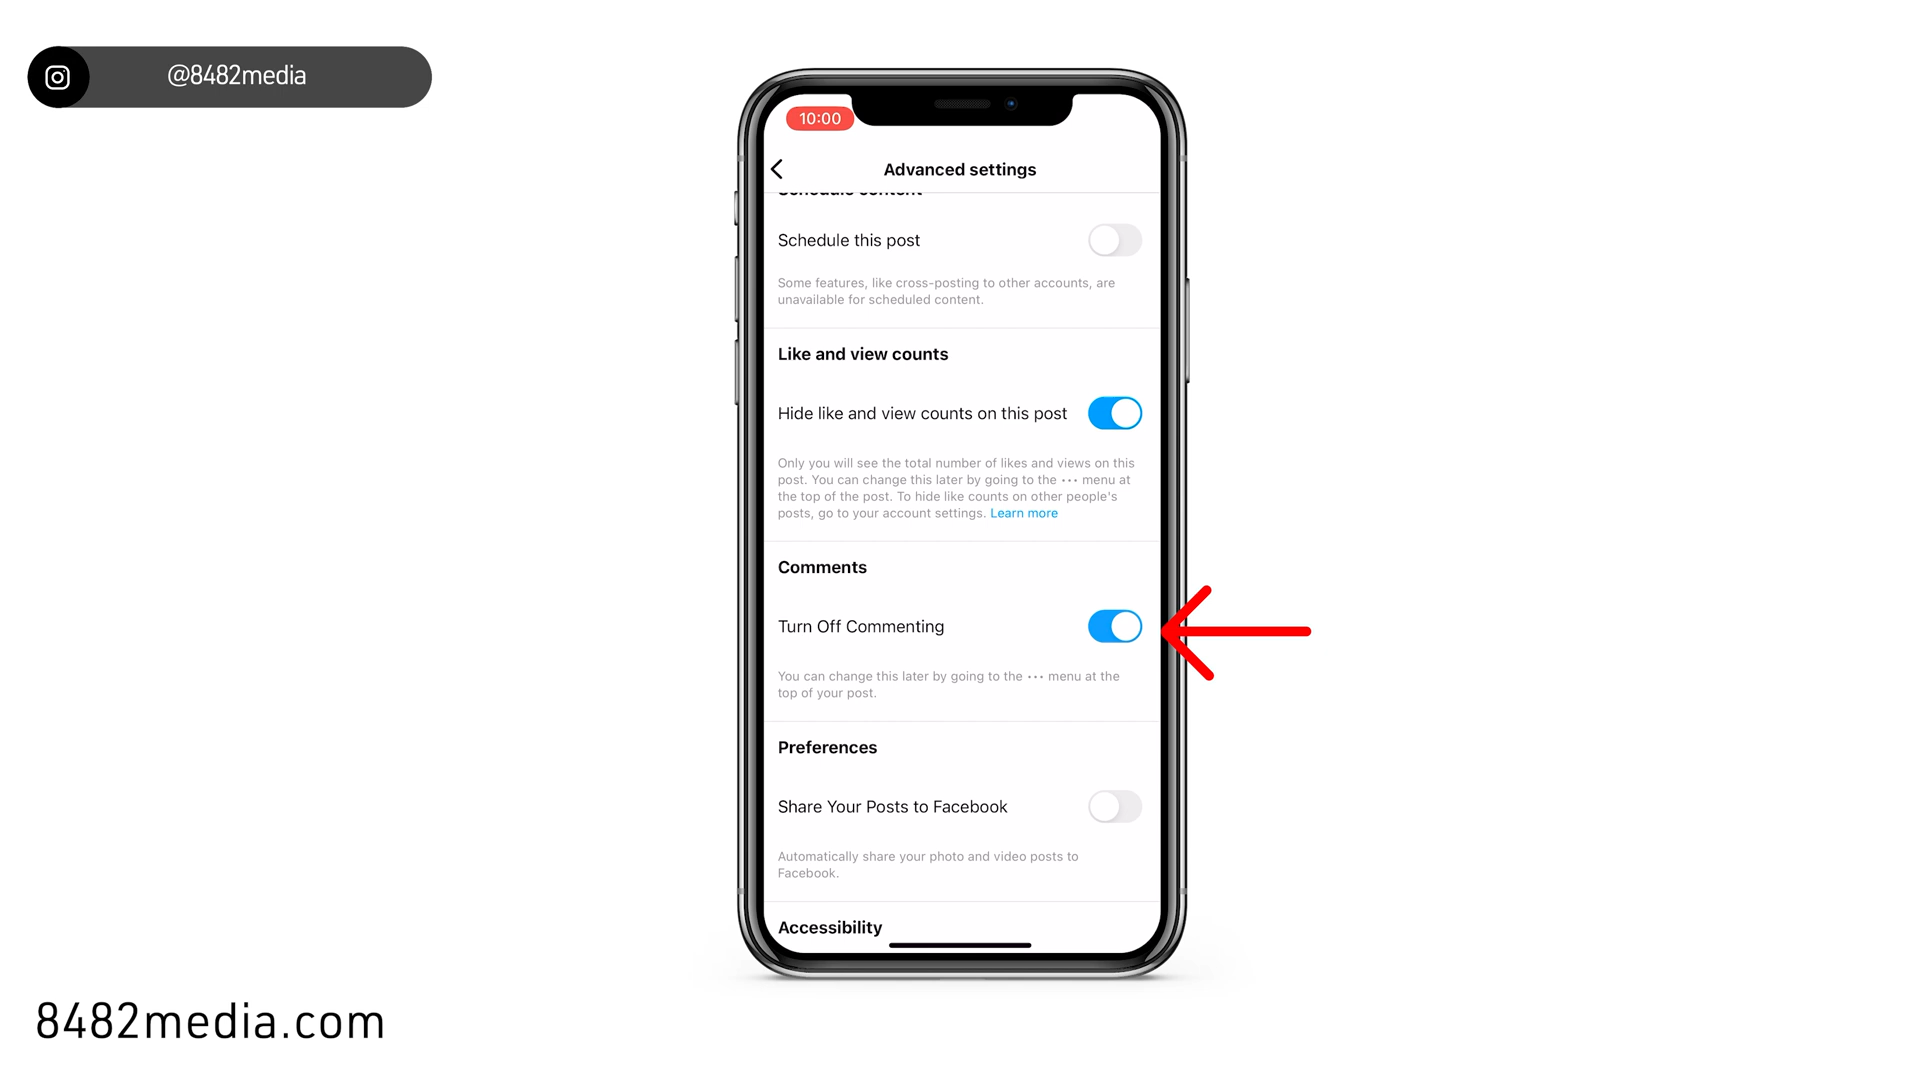 @8482media
10:00
Advanced settings
Schedule content
Schedule this post
Some features, like cross-posting to other accounts, are
unavailable for scheduled content.
Like and view counts
Hide like and view counts on this post
Only you will see the total number of likes and views on this
post. You can change this later by going to the ··· menu at
the top of the post. To hide like counts on other people's
posts, go to your account settings. Learn more
Comments
Turn Off Commenting
You can change this later by going to the ··· menu at the
top of your post.
Preferences
Share Your Posts to Facebook
Automatically share your photo and video posts to
Facebook.
Accessibility
8482media.com